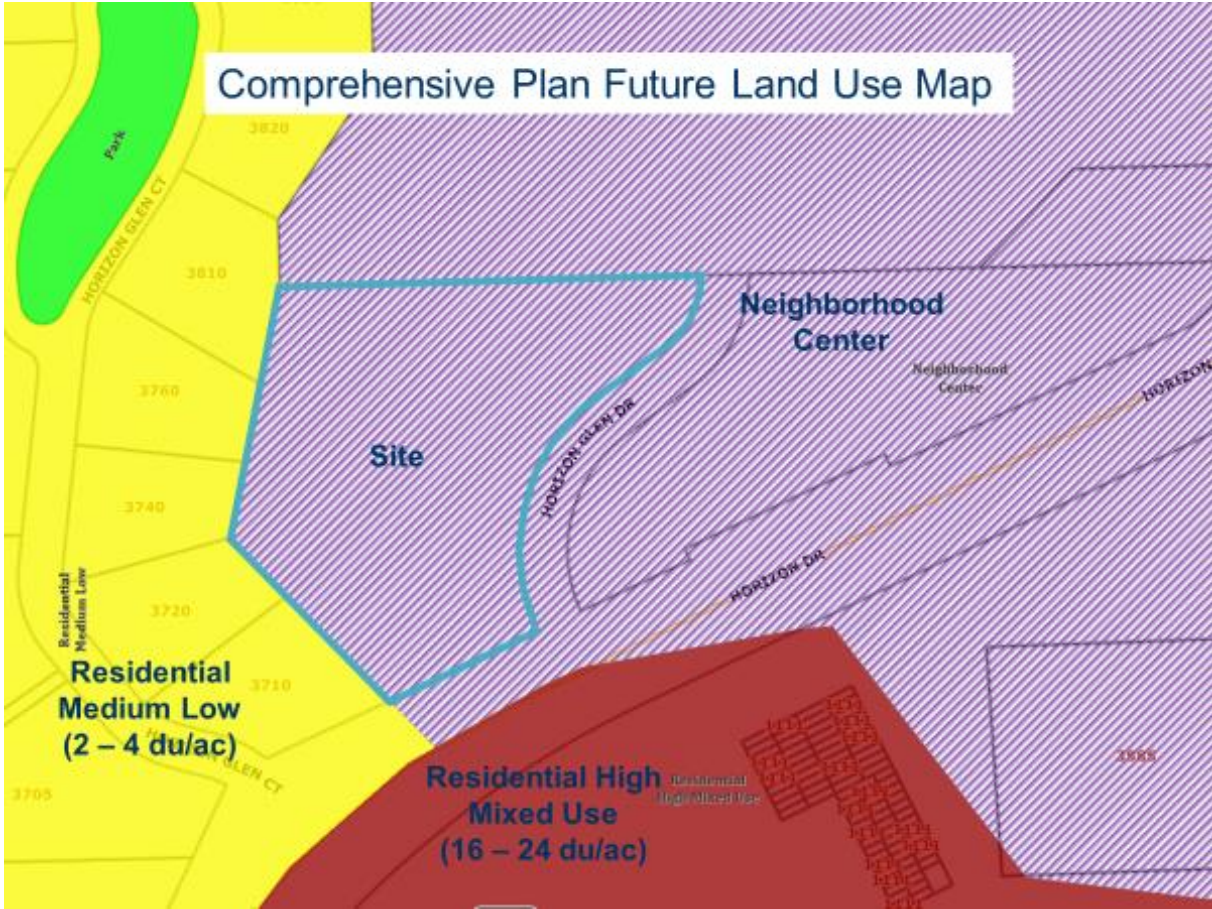 Comprehensive Plan Future Land Use Map
3820
Park
HORIZON GLEN CT
3810
Neighborhood
Center
Neighborhood
Center
3760
HORIZON
HORIZON GLEN DR
Site
3740
HORIZON DR
Residential
Medium Low
3720
Residential
Medium Low
(2 – 4 du/ac)
3710
GLEN CT
3705
3885
Residential High
Mixed Use
(16 – 24 du/ac)
Residential
High Mixed Use